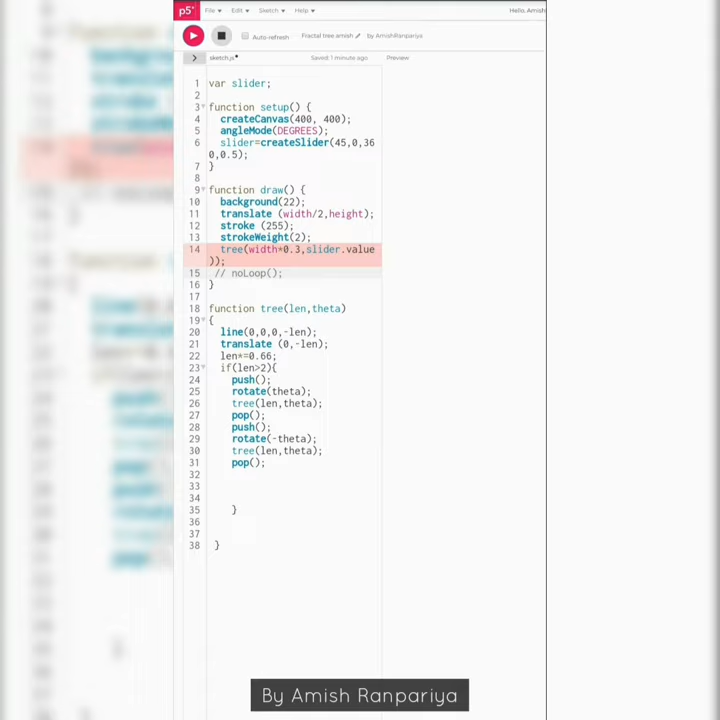 p5*
File Edit Sketch Help
Hello, Amish
Auto-refresh Fractal tree amish by AmishRanpariya
sketch.js Saved: 1 minute ago Preview
1 var slider;
2
3 function setup() {
4 createCanvas(400, 400);
5 angleMode(DEGREES);
6 slider=createSlider(45,0,36
0,0.5);
7 }
8
9 function draw() {
10 background(22);
11 translate (width/2,height);
12 stroke (255);
13 strokeWeight(2);
14 tree(width*0.3,slider.value
));
15 // noLoop();
16 }
17
18 function tree(len,theta)
19 {
20 line(0,0,0,-len);
21 translate (0,-len);
22 len*=0.66;
23 if(len>2){
24 push();
25 rotate(theta);
26 tree(len,theta);
27 pop();
28 push();
29 rotate(-theta);
30 tree(len,theta);
31 pop();
32
33
34
35 }
36
37
38 }
By Amish Ranpariya